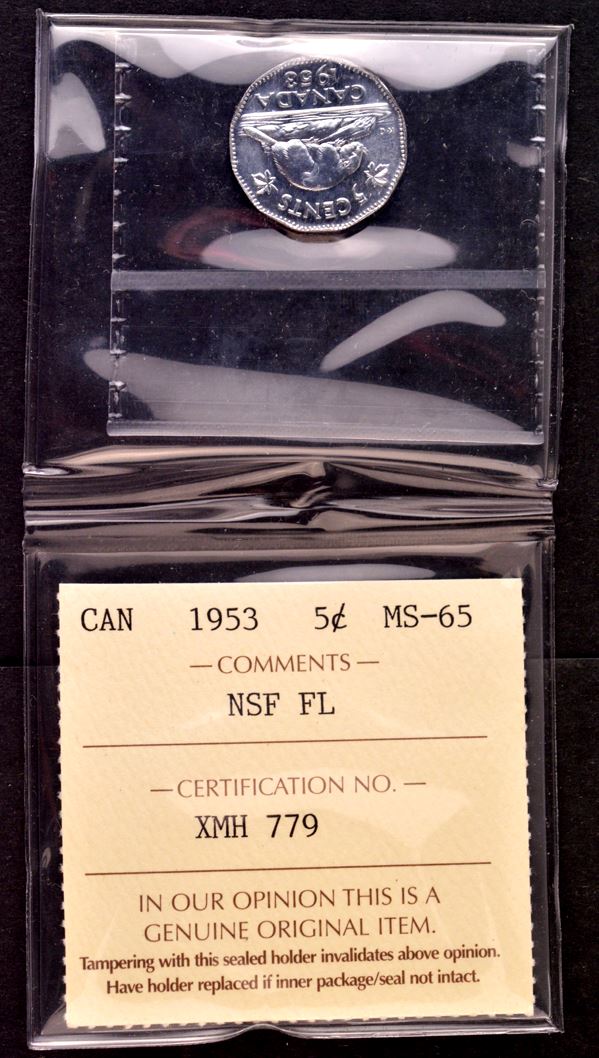 1953
CANADA
5 CENTS
CAN 1953 5¢ MS-65
— COMMENTS —
NSF FL
— CERTIFICATION NO. —
XMH 779
IN OUR OPINION THIS IS A
GENUINE ORIGINAL ITEM.
Tampering with this sealed holder invalidates above opinion.
Have holder replaced if inner package/seal not intact.